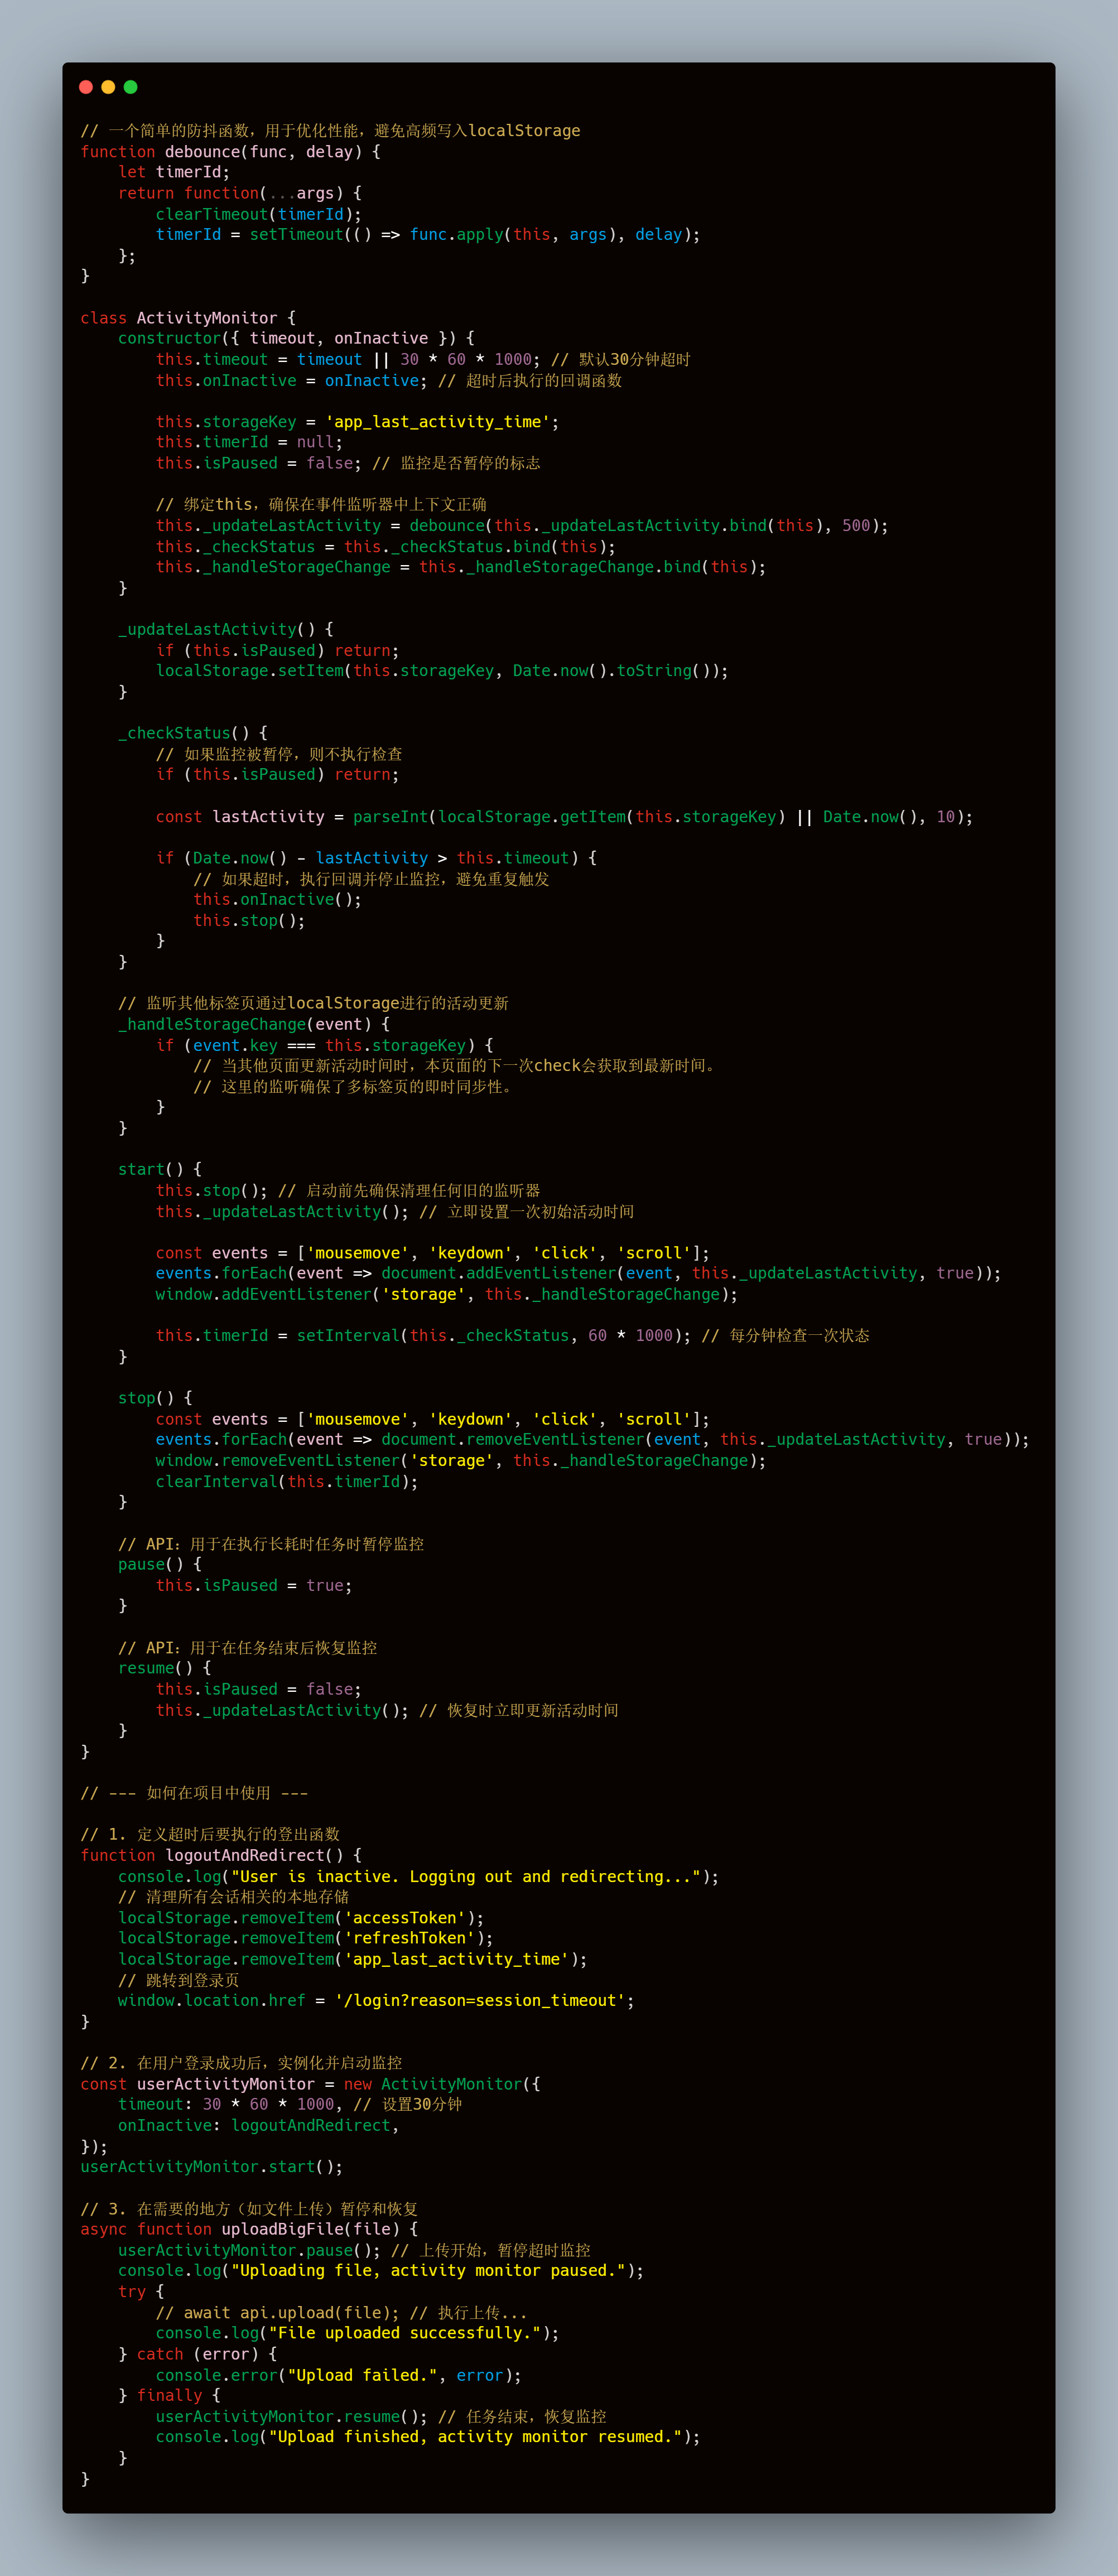 // 一个简单的防抖函数，用于优化性能，避免高频写入localStorage
function debounce(func, delay) {
    let timerId;
    return function(...args) {
        clearTimeout(timerId);
        timerId = setTimeout(() => func.apply(this, args), delay);
    };
}

class ActivityMonitor {
    constructor({ timeout, onInactive }) {
        this.timeout = timeout || 30 * 60 * 1000; // 默认30分钟超时
        this.onInactive = onInactive; // 超时后执行的回调函数

        this.storageKey = 'app_last_activity_time';
        this.timerId = null;
        this.isPaused = false; // 监控是否暂停的标志

        // 绑定this，确保在事件监听器中上下文正确
        this._updateLastActivity = debounce(this._updateLastActivity.bind(this), 500);
        this._checkStatus = this._checkStatus.bind(this);
        this._handleStorageChange = this._handleStorageChange.bind(this);
    }

    _updateLastActivity() {
        if (this.isPaused) return;
        localStorage.setItem(this.storageKey, Date.now().toString());
    }

    _checkStatus() {
        // 如果监控被暂停，则不执行检查
        if (this.isPaused) return;

        const lastActivity = parseInt(localStorage.getItem(this.storageKey) || Date.now(), 10);

        if (Date.now() - lastActivity > this.timeout) {
            // 如果超时，执行回调并停止监控，避免重复触发
            this.onInactive();
            this.stop();
        }
    }

    // 监听其他标签页通过localStorage进行的活动更新
    _handleStorageChange(event) {
        if (event.key === this.storageKey) {
            // 当其他页面更新活动时间时，本页面的下一次check会获取到最新时间。
            // 这里的监听确保了多标签页的即时同步性。
        }
    }

    start() {
        this.stop(); // 启动前先确保清理任何旧的监听器
        this._updateLastActivity(); // 立即设置一次初始活动时间

        const events = ['mousemove', 'keydown', 'click', 'scroll'];
        events.forEach(event => document.addEventListener(event, this._updateLastActivity, true));
        window.addEventListener('storage', this._handleStorageChange);

        this.timerId = setInterval(this._checkStatus, 60 * 1000); // 每分钟检查一次状态
    }

    stop() {
        const events = ['mousemove', 'keydown', 'click', 'scroll'];
        events.forEach(event => document.removeEventListener(event, this._updateLastActivity, true));
        window.removeEventListener('storage', this._handleStorageChange);
        clearInterval(this.timerId);
    }

    // API：用于在执行长耗时任务时暂停监控
    pause() {
        this.isPaused = true;
    }

    // API：用于在任务结束后恢复监控
    resume() {
        this.isPaused = false;
        this._updateLastActivity(); // 恢复时立即更新活动时间
    }
}

// --- 如何在项目中使用 ---

// 1. 定义超时后要执行的登出函数
function logoutAndRedirect() {
    console.log("User is inactive. Logging out and redirecting...");
    // 清理所有会话相关的本地存储
    localStorage.removeItem('accessToken');
    localStorage.removeItem('refreshToken');
    localStorage.removeItem('app_last_activity_time');
    // 跳转到登录页
    window.location.href = '/login?reason=session_timeout';
}

// 2. 在用户登录成功后，实例化并启动监控
const userActivityMonitor = new ActivityMonitor({
    timeout: 30 * 60 * 1000, // 设置30分钟
    onInactive: logoutAndRedirect,
});
userActivityMonitor.start();

// 3. 在需要的地方（如文件上传）暂停和恢复
async function uploadBigFile(file) {
    userActivityMonitor.pause(); // 上传开始，暂停超时监控
    console.log("Uploading file, activity monitor paused.");
    try {
        // await api.upload(file); // 执行上传...
        console.log("File uploaded successfully.");
    } catch (error) {
        console.error("Upload failed.", error);
    } finally {
        userActivityMonitor.resume(); // 任务结束，恢复监控
        console.log("Upload finished, activity monitor resumed.");
    }
}